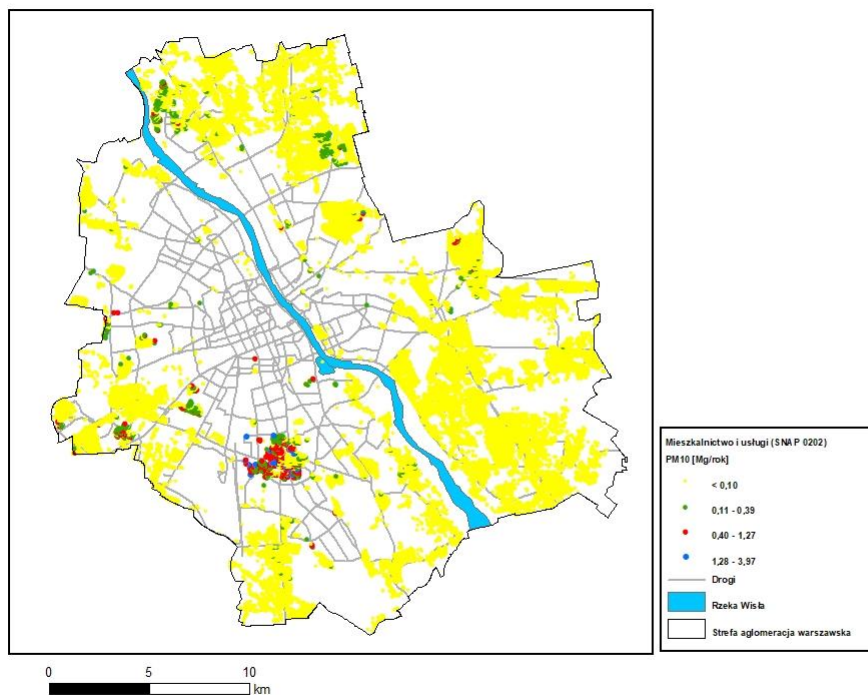 Mieszkalnictwo i usługi (SNAP 0202)
PM10 [Mg/rok]
< 0,10
0,11 - 0,39
0,40 - 1,27
1,28 - 3,97
Drogi
Rzeka Wisła
Strefa aglomeracja warszawska
0 5 10
km